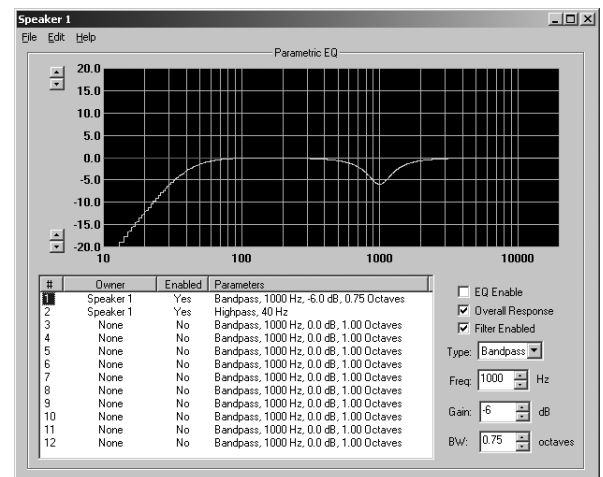 Speaker 1
File Edit Help
Parametric EQ
20.0
15.0
10.0
5.0
0.0
-5.0
-10.0
-15.0
-20.0
10 100 1000 10000
# Owner Enabled Parameters
1 Speaker 1 Yes Bandpass, 1000 Hz, -6.0 dB, 0.75 Octaves
2 Speaker 1 Yes Highpass, 40 Hz
3 None No Bandpass, 1000 Hz, 0.0 dB, 1.00 Octaves
4 None No Bandpass, 1000 Hz, 0.0 dB, 1.00 Octaves
5 None No Bandpass, 1000 Hz, 0.0 dB, 1.00 Octaves
6 None No Bandpass, 1000 Hz, 0.0 dB, 1.00 Octaves
7 None No Bandpass, 1000 Hz, 0.0 dB, 1.00 Octaves
8 None No Bandpass, 1000 Hz, 0.0 dB, 1.00 Octaves
9 None No Bandpass, 1000 Hz, 0.0 dB, 1.00 Octaves
10 None No Bandpass, 1000 Hz, 0.0 dB, 1.00 Octaves
11 None No Bandpass, 1000 Hz, 0.0 dB, 1.00 Octaves
12 None No Bandpass, 1000 Hz, 0.0 dB, 1.00 Octaves
EQ Enable
Overall Response
Filter Enabled
Type: Bandpass
Freq: 1000 Hz
Gain: -6 dB
BW: 0.75 octaves